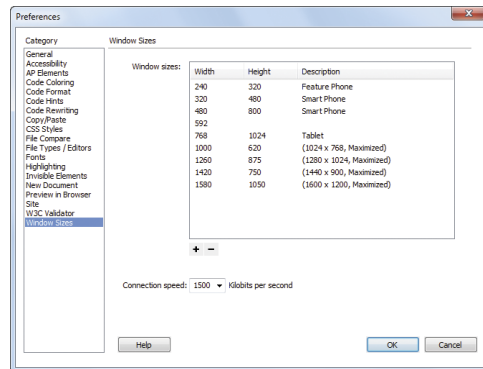 Preferences
Category
General
Accessibility
AP Elements
Code Coloring
Code Format
Code Hints
Code Rewriting
Copy/Paste
CSS Styles
File Compare
File Types / Editors
Fonts
Highlighting
Invisible Elements
New Document
Preview in Browser
Site
W3C Validator
Window Sizes
Window Sizes
Window sizes:
Width Height Description
240 320 Feature Phone
320 480 Smart Phone
480 800 Smart Phone
592
768 1024 Tablet
1000 620 (1024 x 768, Maximized)
1260 875 (1280 x 1024, Maximized)
1420 750 (1440 x 900, Maximized)
1580 1050 (1600 x 1200, Maximized)
+ −
Connection speed: 1500 Kilobits per second
Help OK Cancel